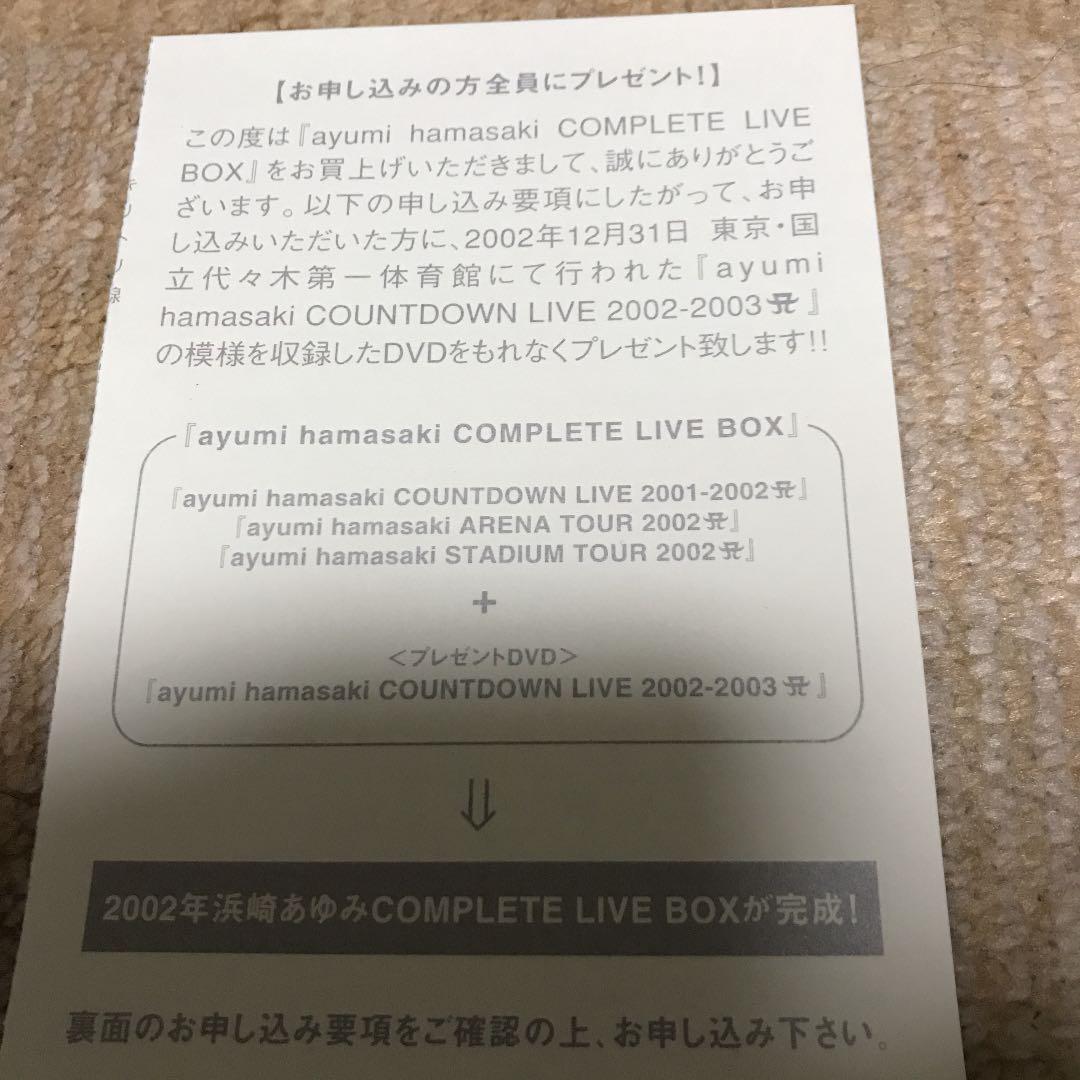 【お申し込みの方全員にプレゼント!】
この度は『ayumi hamasaki COMPLETE LIVE
BOX』をお買上げいただきまして、誠にありがとうご
ざいます。以下の申し込み要項にしたがって、お申
し込みいただいた方に、2002年12月31日 東京・国
立代々木第一体育館にて行われた『ayumi
hamasaki COUNTDOWN LIVE 2002-2003 』
の模様を収録したDVDをもれなくプレゼント致します!!
『ayumi hamasaki COMPLETE LIVE BOX』
『ayumi hamasaki COUNTDOWN LIVE 2001-2002 』
『ayumi hamasaki ARENA TOUR 2002 』
『ayumi hamasaki STADIUM TOUR 2002 』
+
<プレゼントDVD>
『ayumi hamasaki COUNTDOWN LIVE 2002-2003 』
⇓
2002年浜崎あゆみCOMPLETE LIVE BOXが完成!
裏面のお申し込み要項をご確認の上、お申し込み下さい。